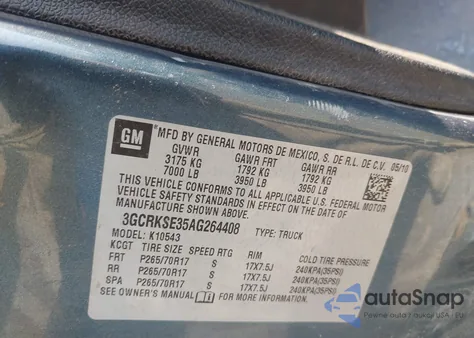 GM *MFD BY GENERAL MOTORS DE MEXICO, S. DE R.L. DE C.V. 05/10
GVWR GAWR FRT GAWR RR
3175 KG 1792 KG 1792 KG
7000 LB 3950 LB 3950 LB
THIS VEHICLE CONFORMS TO ALL APPLICABLE U.S. FEDERAL MOTOR
VEHICLE SAFETY STANDARDS IN EFFECT ON THE DATE OF
MANUFACTURE SHOWN ABOVE.
3GCRKSE35AG264408 TYPE: TRUCK
MODEL: K10543
KCGT TIRE SIZE SPEED RTG RIM COLD TIRE PRESSURE
FRT P265/70R17 S 17X7.5J 240KPA(35PSI)
RR P265/70R17 S 17X7.5J 240KPA(35PSI)
SPA P265/70R17 S 17X7.5J 240KPA(35PSI)
SEE OWNER'S MANUAL FOR MORE INFORMATION.
autoSnap